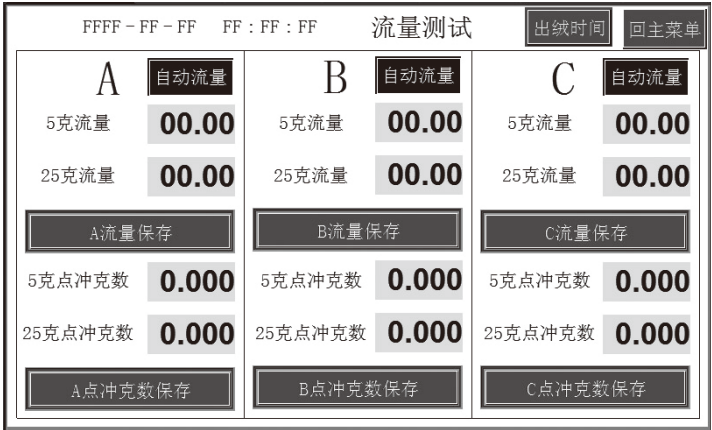 FFFF-FF-FF FF:FF:FF 流量测试 出绒时间 回主菜单
A 自动流量
5克流量 00.00
25克流量 00.00
A流量保存
5克点冲克数 0.000
25克点冲克数 0.000
A点冲克数保存
B 自动流量
5克流量 00.00
25克流量 00.00
B流量保存
5克点冲克数 0.000
25克点冲克数 0.000
B点冲克数保存
C 自动流量
5克流量 00.00
25克流量 00.00
C流量保存
5克点冲克数 0.000
25克点冲克数 0.000
C点冲克数保存